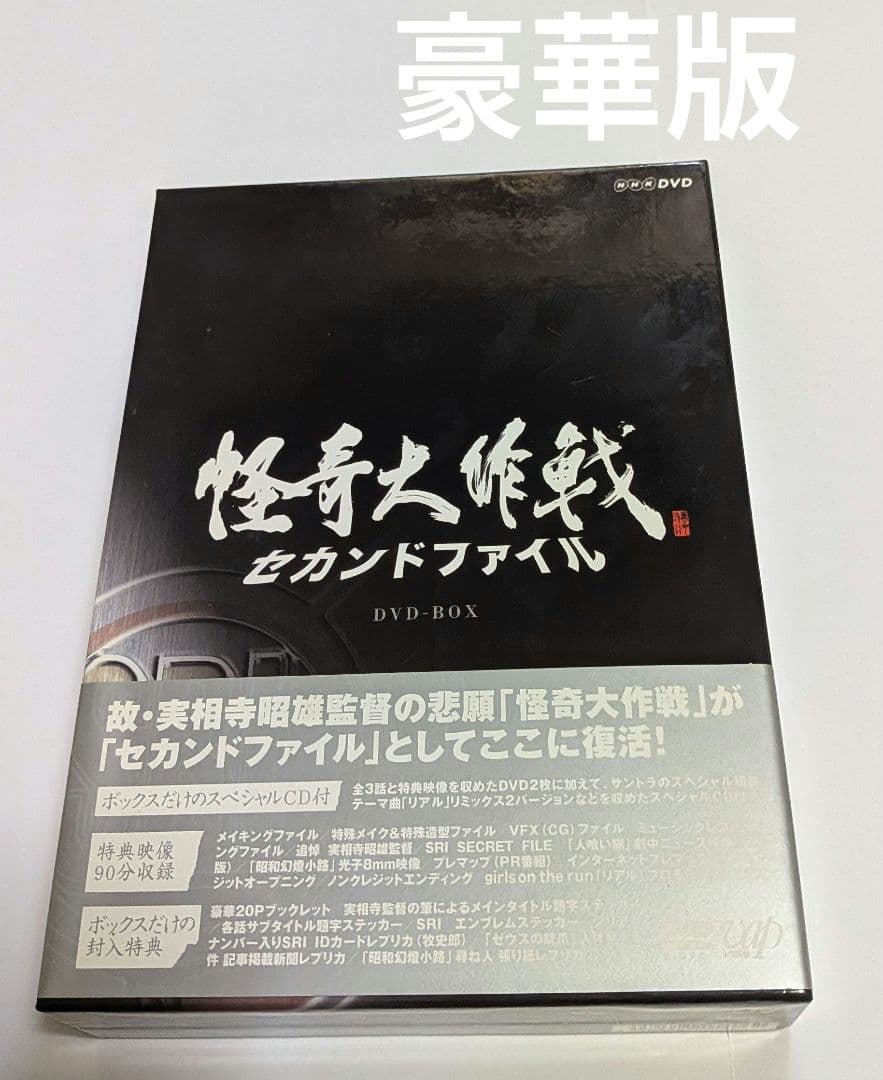 豪華版
NHK DVD
怪奇大作戦
セカンドファイル
DVD-BOX
故・実相寺昭雄監督の悲願「怪奇大作戦」が
「セカンドファイル」としてここに復活!
ボックスだけのスペシャルCD付
全3話と特典映像を収めたDVD2枚に加えて、サントラのスペシャル組曲
テーマ曲「リアル」リミックス2バージョンなどを収めたスペシャルCD
特典映像
90分収録
メイキングファイル/特殊メイク&特殊造型ファイル VFX(CG)ファイル ミュージック
ングファイル/追悼 実相寺昭雄監督 SRI SECRET FILE 「人喰い樹」劇中ニュース
版)/「昭和幻燈小路」光子8mm映像 プレマップ(PR番組) インターネット
ジットオープニング/ノンクレジットエンディング girls on the run「リアル」プロモ
ボックスだけの
封入特典
豪華20Pブックレット 実相寺監督の筆によるメインタイトル題字
/各話サブタイトル題字ステッカー/SRI エンブレムステッカー
ナンバー入りSRI IDカードレプリカ(牧史郎) 「ゼウスの銃爪」
件 記事掲載新聞レプリカ/「昭和幻燈小路」尋ね人 張り紙レプリカ
vap